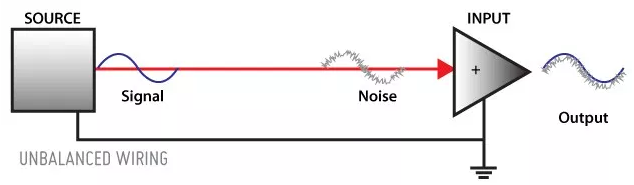 SOURCE
INPUT
+
Signal
Noise
Output
UNBALANCED WIRING